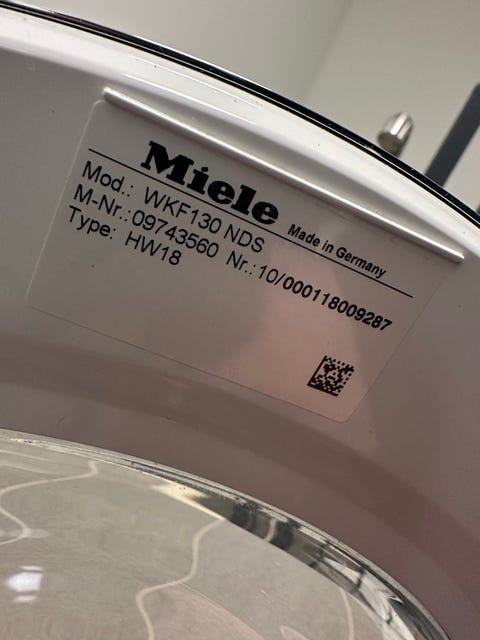 Miele Made in Germany
Mod.: WKF130 NDS
M-Nr.:09743560 Nr.:10/000118009287
Type: HW18